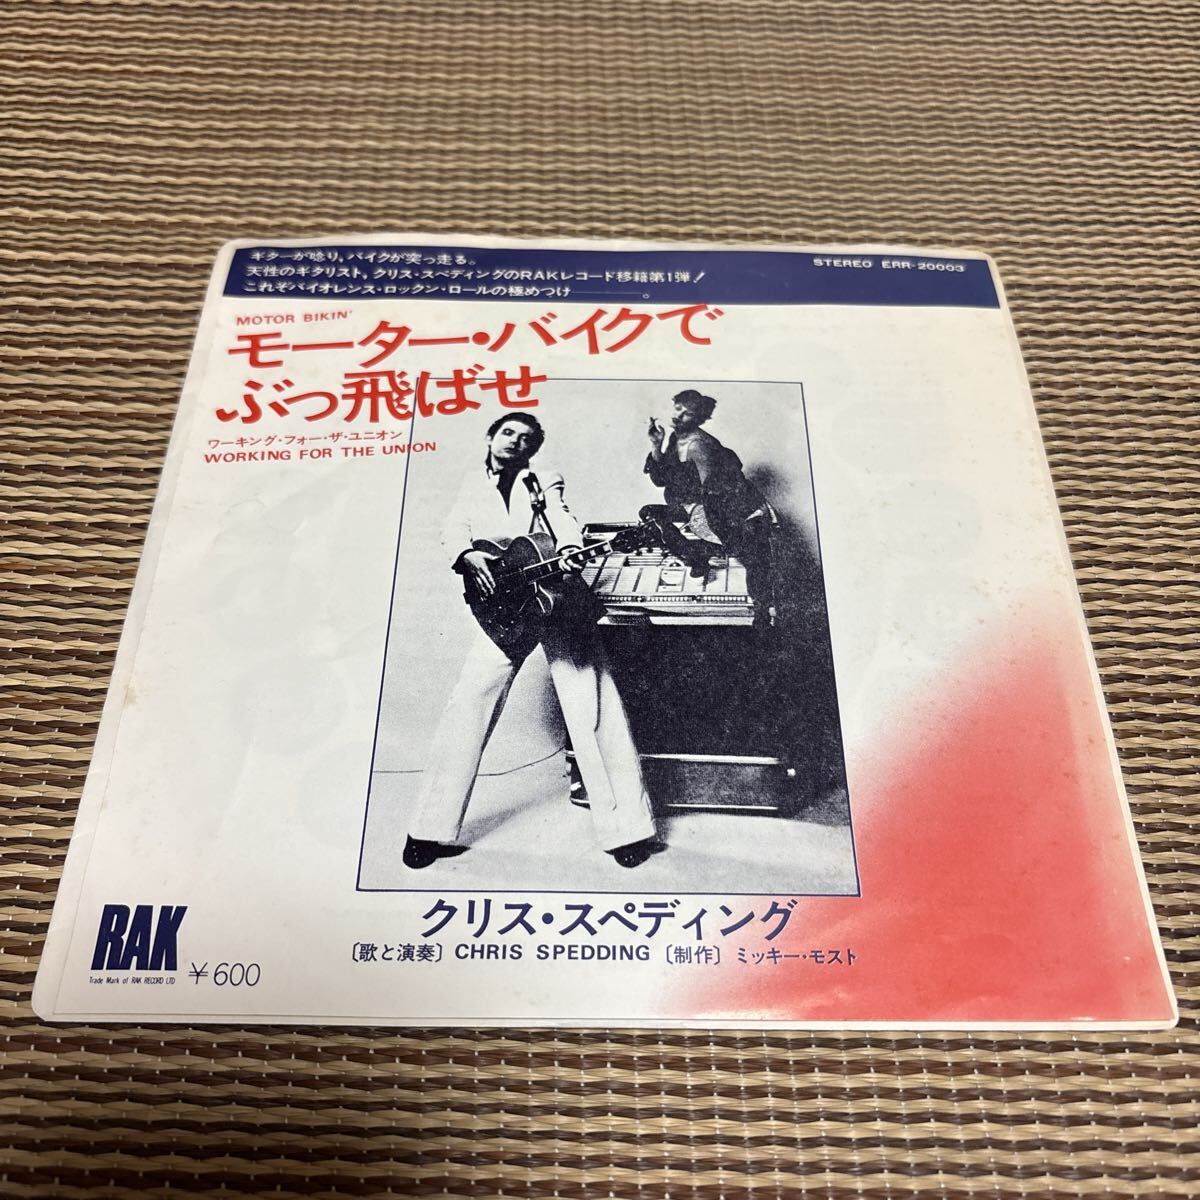 ギターが唸り，バイクが突っ走る。
天性のギタリスト，クリス・スペディングのRAKレコード移籍第1弾！
これぞバイオレンス・ロックン・ロールの極めつけ———。
STEREO ERR-20003
MOTOR BIKIN'
モーター・バイクで
ぶっ飛ばせ
ワーキング・フォー・ザ・ユニオン
WORKING FOR THE UNION
クリス・スペディング
〔歌と演奏〕 CHRIS SPEDDING 〔制作〕 ミッキー・モスト
RAK
Trade Mark of RAK RECORD LTD
￥600